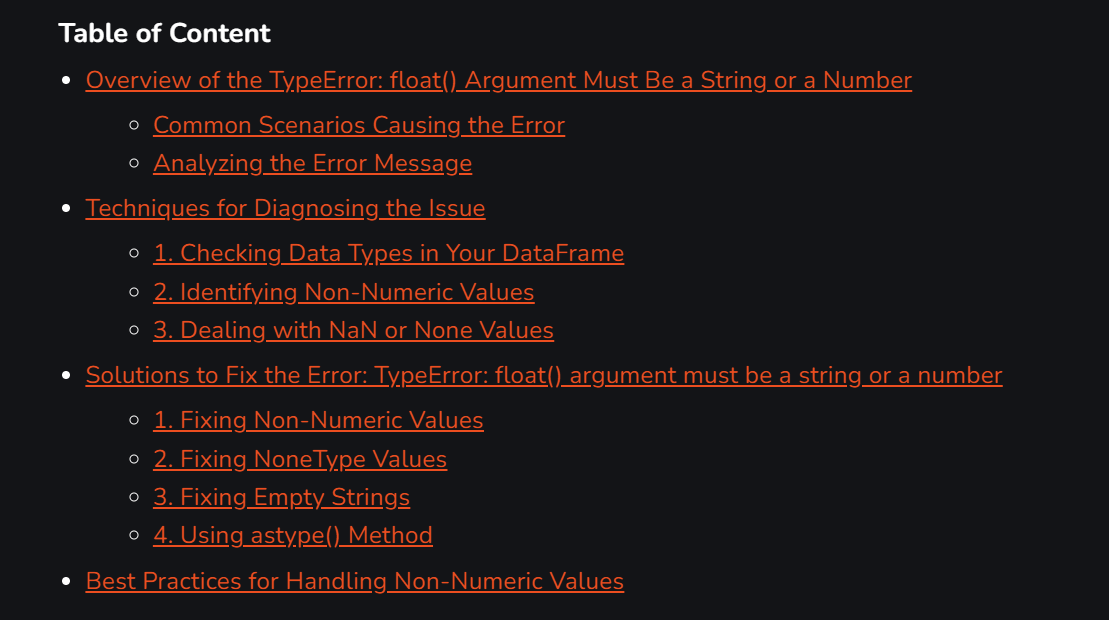 Table of Content
Overview of the TypeError: float() Argument Must Be a String or a Number
Common Scenarios Causing the Error
Analyzing the Error Message
Techniques for Diagnosing the Issue
1. Checking Data Types in Your DataFrame
2. Identifying Non-Numeric Values
3. Dealing with NaN or None Values
Solutions to Fix the Error: TypeError: float() argument must be a string or a number
1. Fixing Non-Numeric Values
2. Fixing NoneType Values
3. Fixing Empty Strings
4. Using astype() Method
Best Practices for Handling Non-Numeric Values